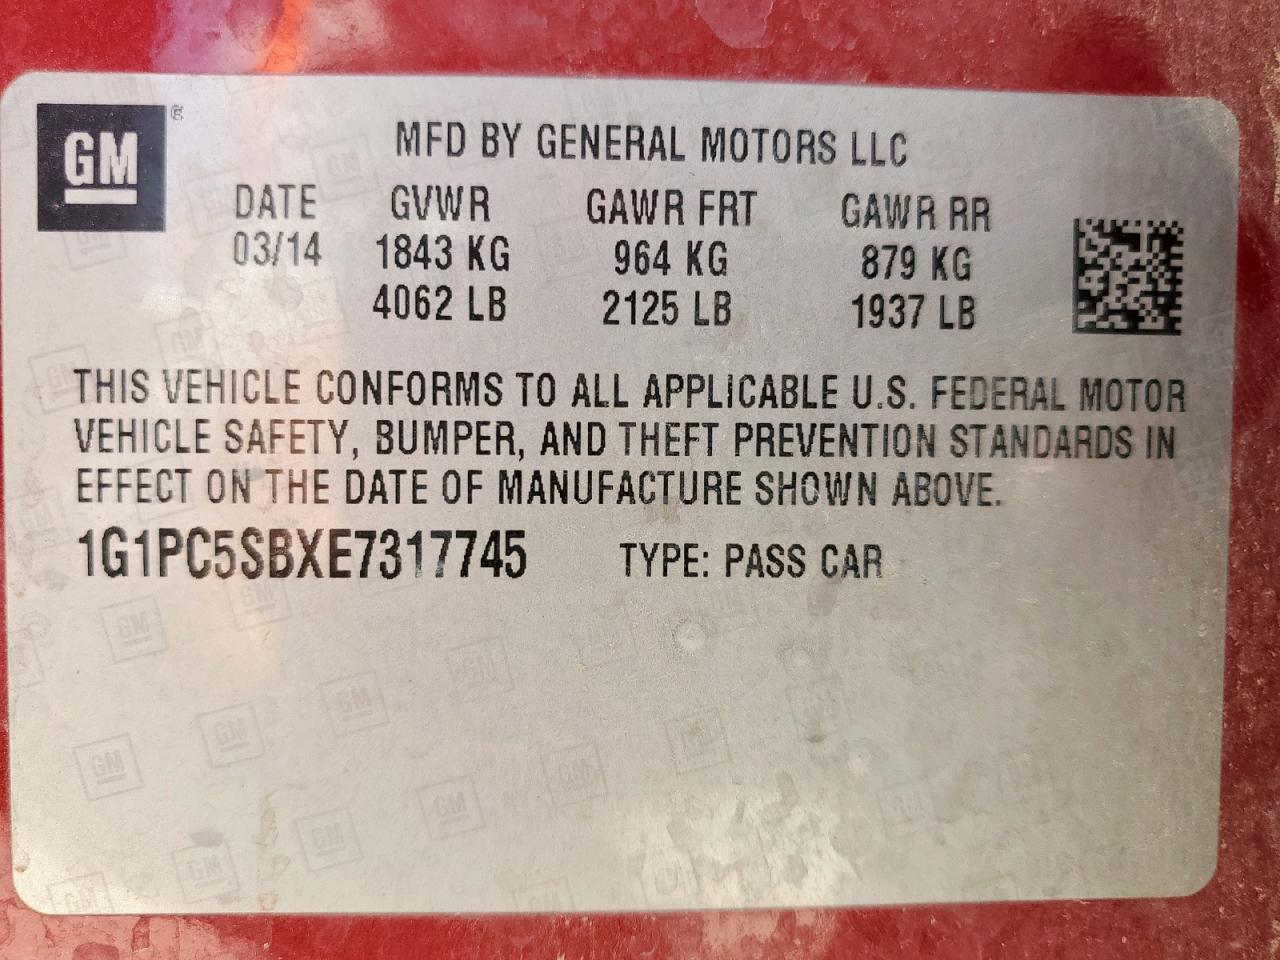 GM
MFD BY GENERAL MOTORS LLC
DATE GVWR GAWR FRT GAWR RR
03/14 1843 KG 964 KG 879 KG
4062 LB 2125 LB 1937 LB
THIS VEHICLE CONFORMS TO ALL APPLICABLE U.S. FEDERAL MOTOR
VEHICLE SAFETY, BUMPER, AND THEFT PREVENTION STANDARDS IN
EFFECT ON THE DATE OF MANUFACTURE SHOWN ABOVE.
1G1PC5SBXE7317745 TYPE: PASS CAR